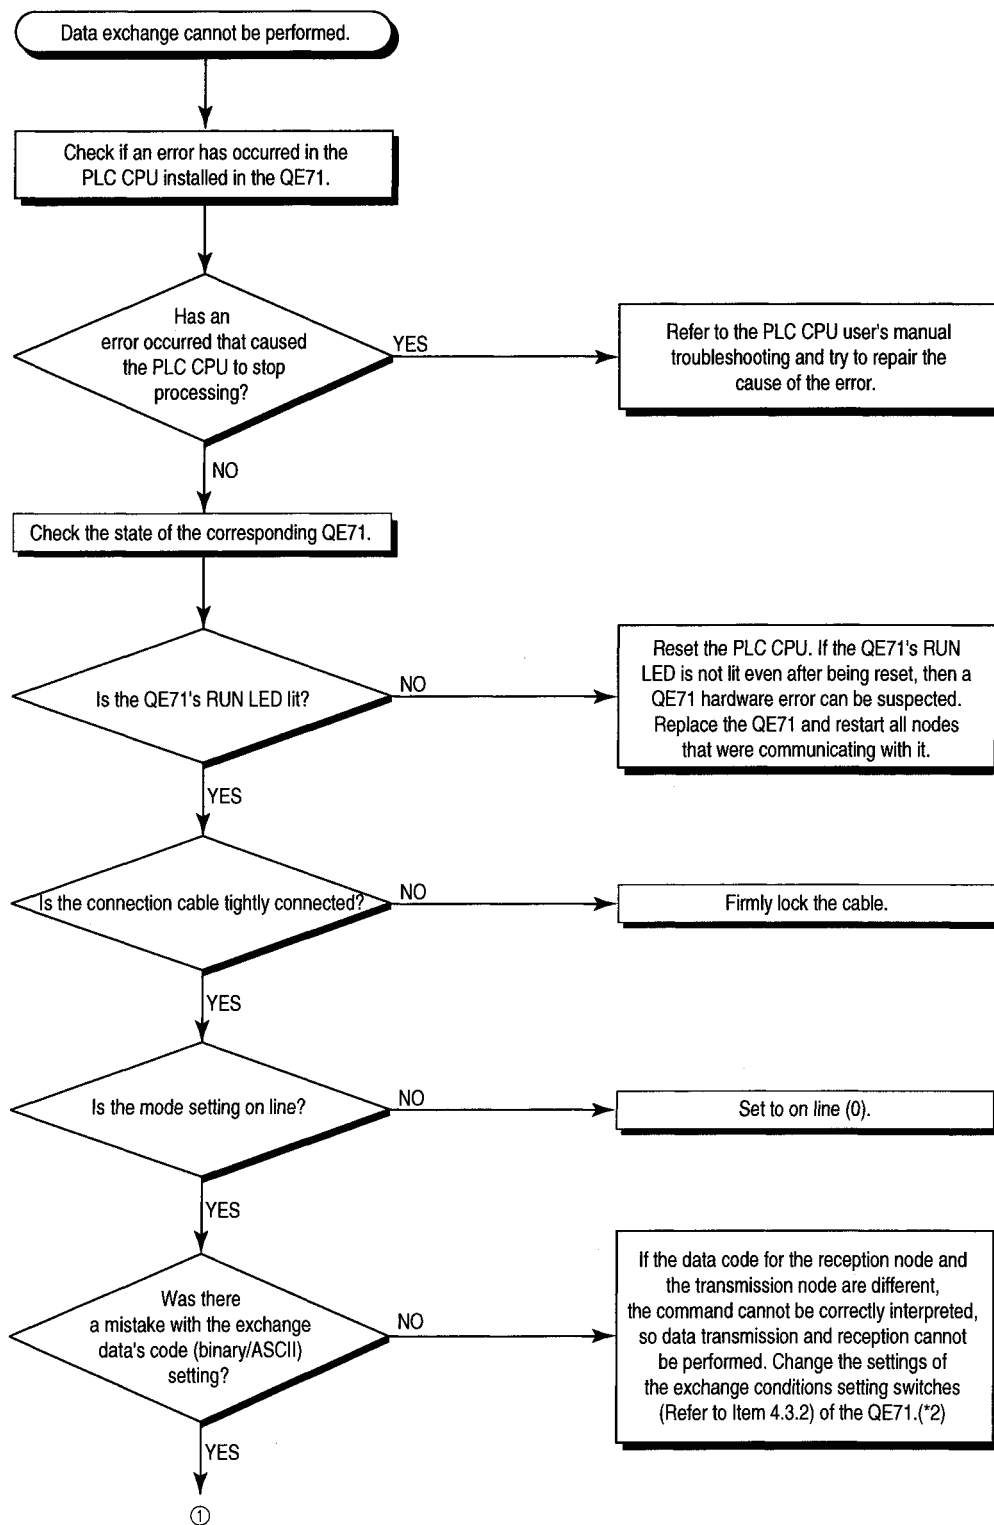 Data exchange cannot be performed.
Check if an error has occurred in the
PLC CPU installed in the QE71.
Has an
error occurred that caused
the PLC CPU to stop
processing?
YES
Refer to the PLC CPU user's manual
troubleshooting and try to repair the
cause of the error.
NO
Check the state of the corresponding QE71.
Is the QE71's RUN LED lit?
NO
Reset the PLC CPU. If the QE71's RUN
LED is not lit even after being reset, then a
QE71 hardware error can be suspected.
Replace the QE71 and restart all nodes
that were communicating with it.
YES
Is the connection cable tightly connected?
NO
Firmly lock the cable.
YES
Is the mode setting on line?
NO
Set to on line (0).
YES
Was there
a mistake with the exchange
data's code (binary/ASCII)
setting?
NO
If the data code for the reception node and
the transmission node are different,
the command cannot be correctly interpreted,
so data transmission and reception cannot
be performed. Change the settings of
the exchange conditions setting switches
(Refer to Item 4.3.2) of the QE71.(*2)
YES
①